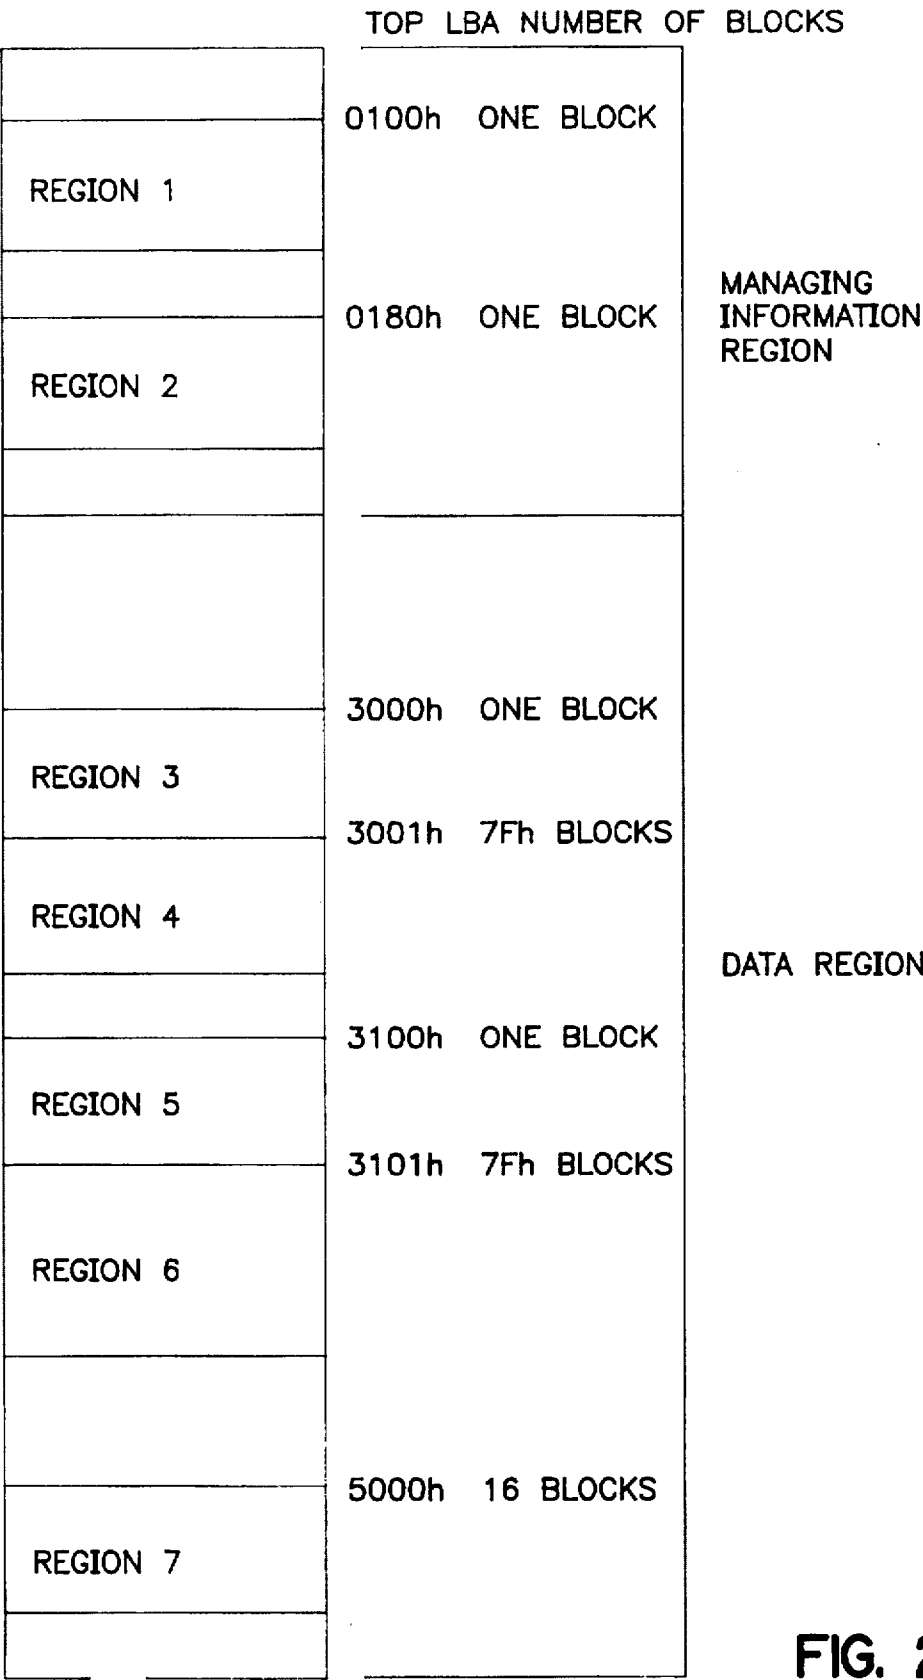 TOP LBA NUMBER OF BLOCKS
0100h ONE BLOCK
REGION 1
MANAGING
INFORMATION
REGION
0180h ONE BLOCK
REGION 2
3000h ONE BLOCK
REGION 3
3001h 7Fh BLOCKS
REGION 4
DATA REGION
3100h ONE BLOCK
REGION 5
3101h 7Fh BLOCKS
REGION 6
5000h 16 BLOCKS
REGION 7
FIG.